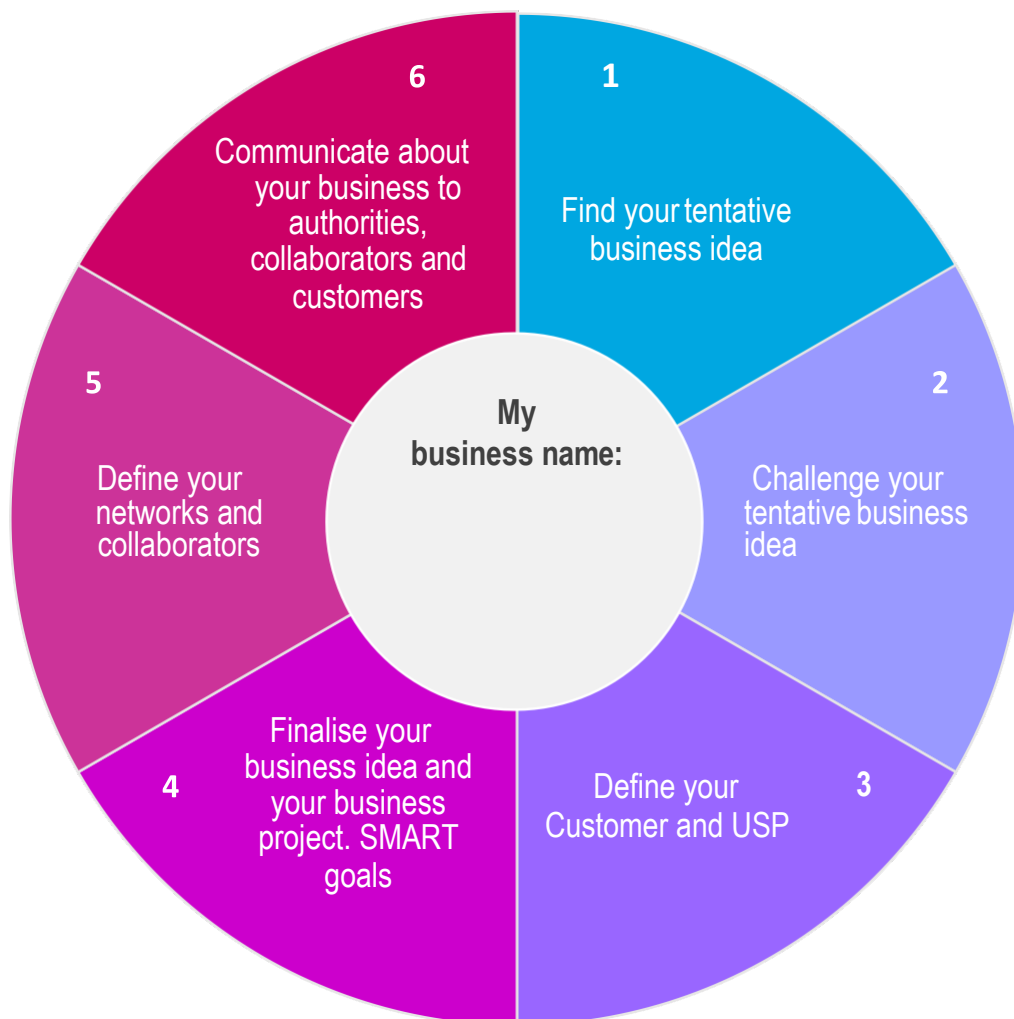 1
Find your tentative
business idea
2
Challenge your
tentative business
idea
3
Define your
Customer and USP
4
Finalise your
business idea and
your business
project. SMART
goals
5
Define your
networks and
collaborators
6
Communicate about
your business to
authorities,
collaborators and
customers
My
business name: